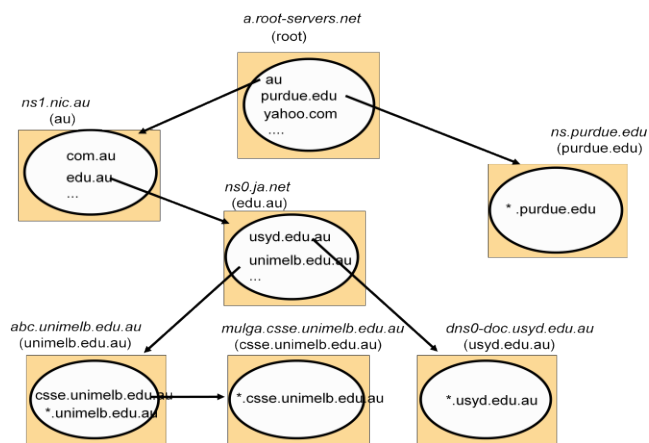 a.root-servers.net
(root)
au
purdue.edu
yahoo.com
....
ns1.nic.au
(au)
com.au
edu.au
...
ns.purdue.edu
(purdue.edu)
* .purdue.edu
ns0.ja.net
(edu.au)
usyd.edu.au
unimelb.edu.au
...
abc.unimelb.edu.au
(unimelb.edu.au)
csse.unimelb.edu.au
*.unimelb.edu.au
mulga.csse.unimelb.edu.au
(csse.unimelb.edu.au)
*.csse.unimelb.edu.au
dns0-doc.usyd.edu.au
(usyd.edu.au)
*.usyd.edu.au